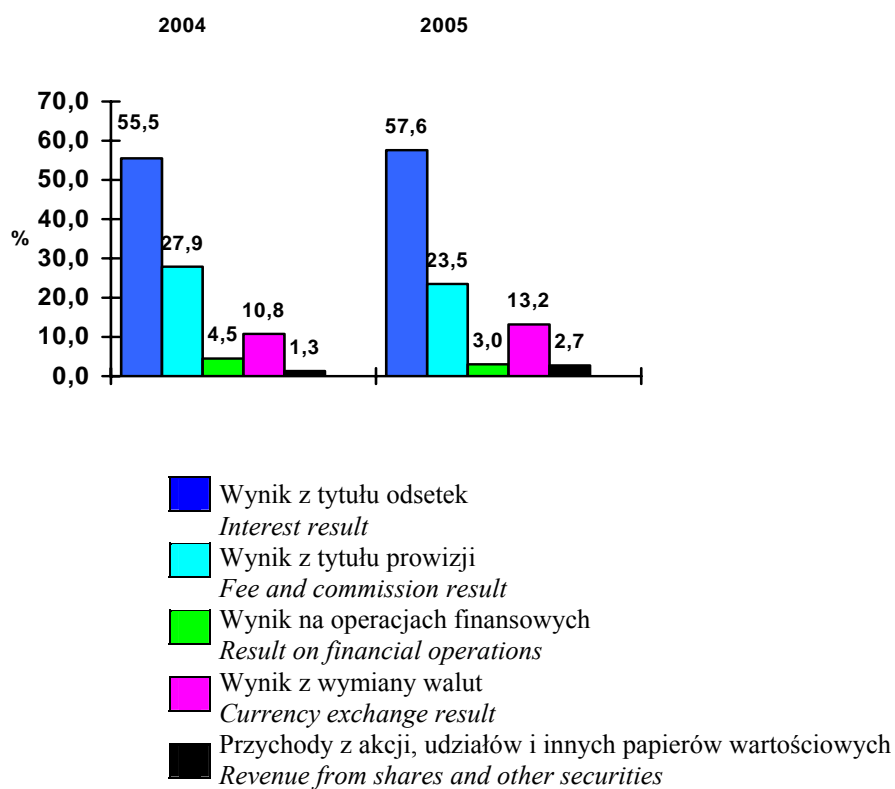 2004 2005
70,0
60,0
50,0
40,0
30,0
20,0
10,0
0,0
%
55,5
27,9
4,5
10,8
1,3
57,6
23,5
3,0
13,2
2,7
Wynik z tytułu odsetek
Interest result
Wynik z tytułu prowizji
Fee and commission result
Wynik na operacjach finansowych
Result on financial operations
Wynik z wymiany walut
Currency exchange result
Przychody z akcji, udziałów i innych papierów wartościowych
Revenue from shares and other securities